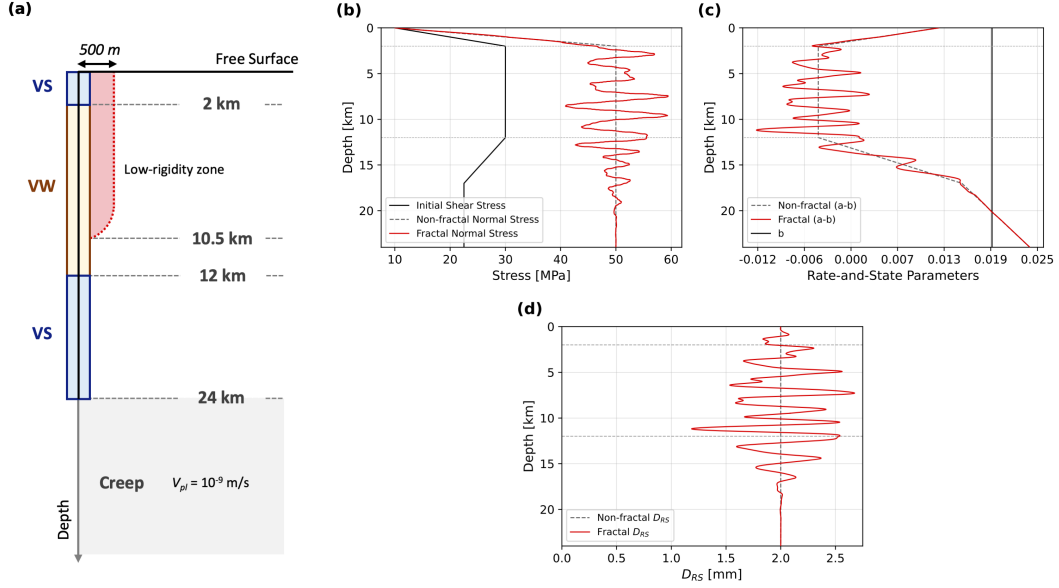 (a)
500 m
Free Surface
VS
2 km
Low-rigidity zone
VW
10.5 km
12 km
VS
24 km
Creep
V_pl = 10^-9 m/s
Depth
(b)
0
5
10
15
20
Depth [km]
Initial Shear Stress
Non-fractal Normal Stress
Fractal Normal Stress
10 20 30 40 50 60
Stress [MPa]
(c)
0
5
10
15
20
Depth [km]
Non-fractal (a-b)
Fractal (a-b)
b
-0.012 -0.006 0.000 0.007 0.013 0.019 0.025
Rate-and-State Parameters
(d)
0
5
10
15
20
Depth [km]
Non-fractal D_RS
Fractal D_RS
0.0 0.5 1.0 1.5 2.0 2.5
D_RS [mm]